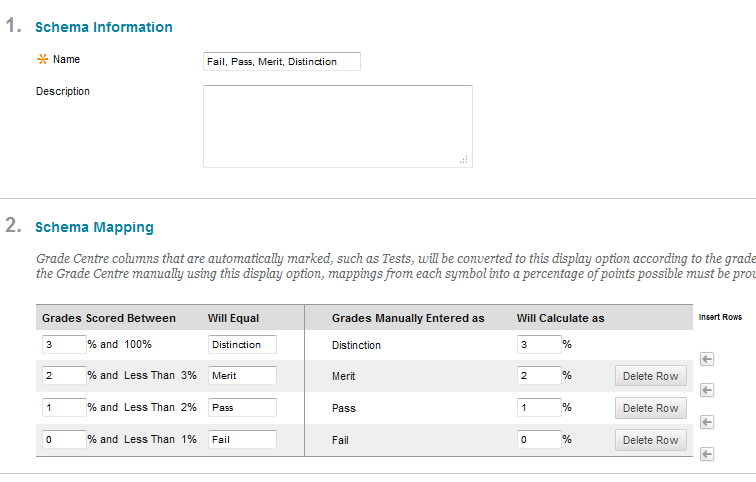 1. Schema Information
Name
Fail, Pass, Merit, Distinction
Description
2. Schema Mapping
Grade Centre columns that are automatically marked, such as Tests, will be converted to this display option according to the grade
the Grade Centre manually using this display option, mappings from each symbol into a percentage of points possible must be prov
Grades Scored Between Will Equal Grades Manually Entered as Will Calculate as Insert Rows
3 % and 100% Distinction Distinction 3 %
2 % and Less Than 3% Merit Merit 2 % Delete Row
1 % and Less Than 2% Pass Pass 1 % Delete Row
0 % and Less Than 1% Fail Fail 0 % Delete Row